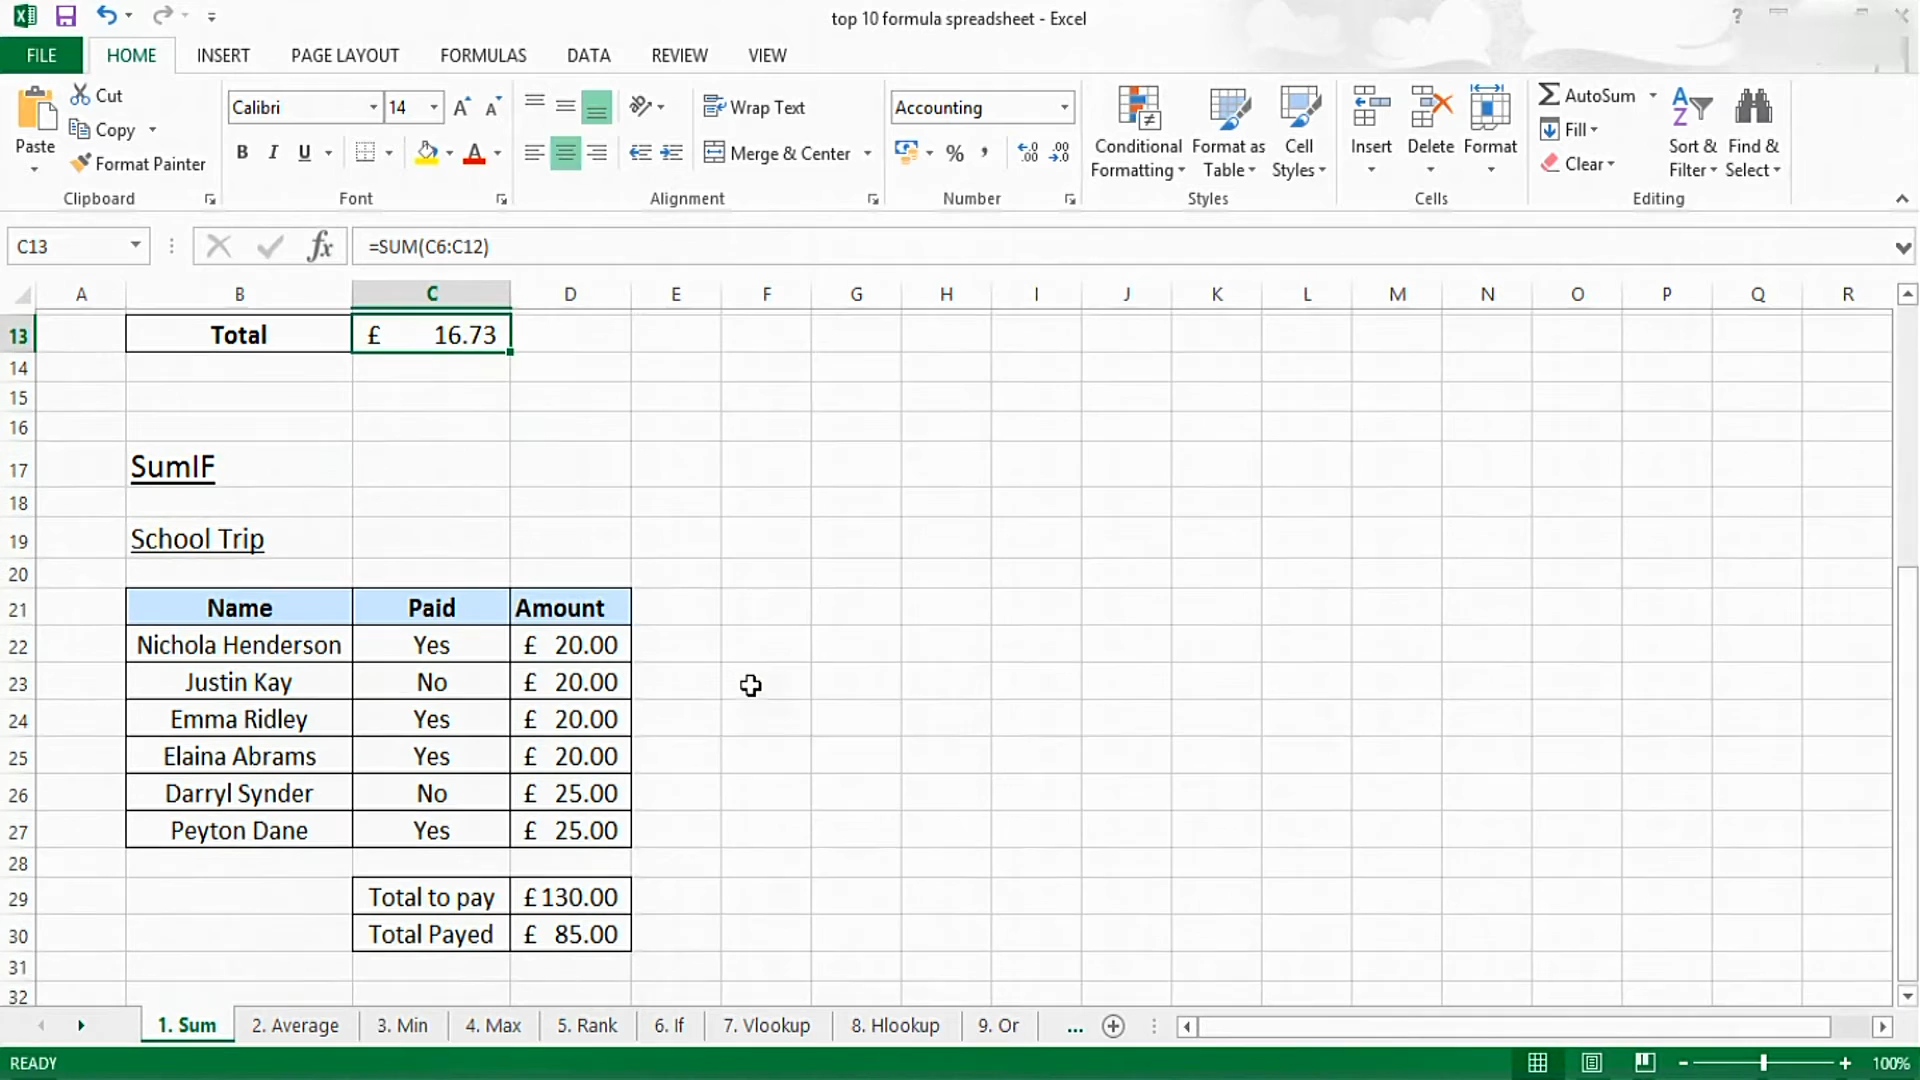 top 10 formula spreadsheet - Excel
?
FILE HOME INSERT PAGE LAYOUT FORMULAS DATA REVIEW VIEW
Paste
Cut
Copy
Format Painter
Clipboard
Calibri 14
B I U
Font
Wrap Text
Merge & Center
Alignment
Accounting
% ,
Number
Conditional Formatting
Format as Table
Cell Styles
Styles
Insert Delete Format
Cells
AutoSum
Fill
Clear
Sort & Filter
Find & Select
Editing
C13 fx =SUM(C6:C12)
A B C D E F G H I J K L M N O P Q R
13 Total £ 16.73
14
15
16
17 SumIF
18
19 School Trip
20
21 Name Paid Amount
22 Nichola Henderson Yes £ 20.00
23 Justin Kay No £ 20.00
24 Emma Ridley Yes £ 20.00
25 Elaina Abrams Yes £ 20.00
26 Darryl Synder No £ 25.00
27 Peyton Dane Yes £ 25.00
28
29 Total to pay £130.00
30 Total Payed £ 85.00
31
32
1. Sum 2. Average 3. Min 4. Max 5. Rank 6. If 7. Vlookup 8. Hlookup 9. Or ...
READY 100%